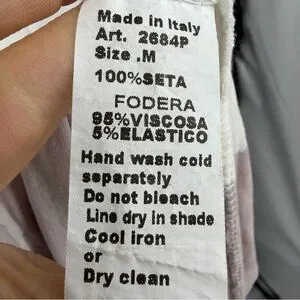 Made in Italy
Art. 2684P
Size .M
100%SETA
FODERA
95%VISCOSA
5%ELASTICO
Hand wash cold
separately
Do not bleach
Line dry in shade
Cool iron
or
Dry clean